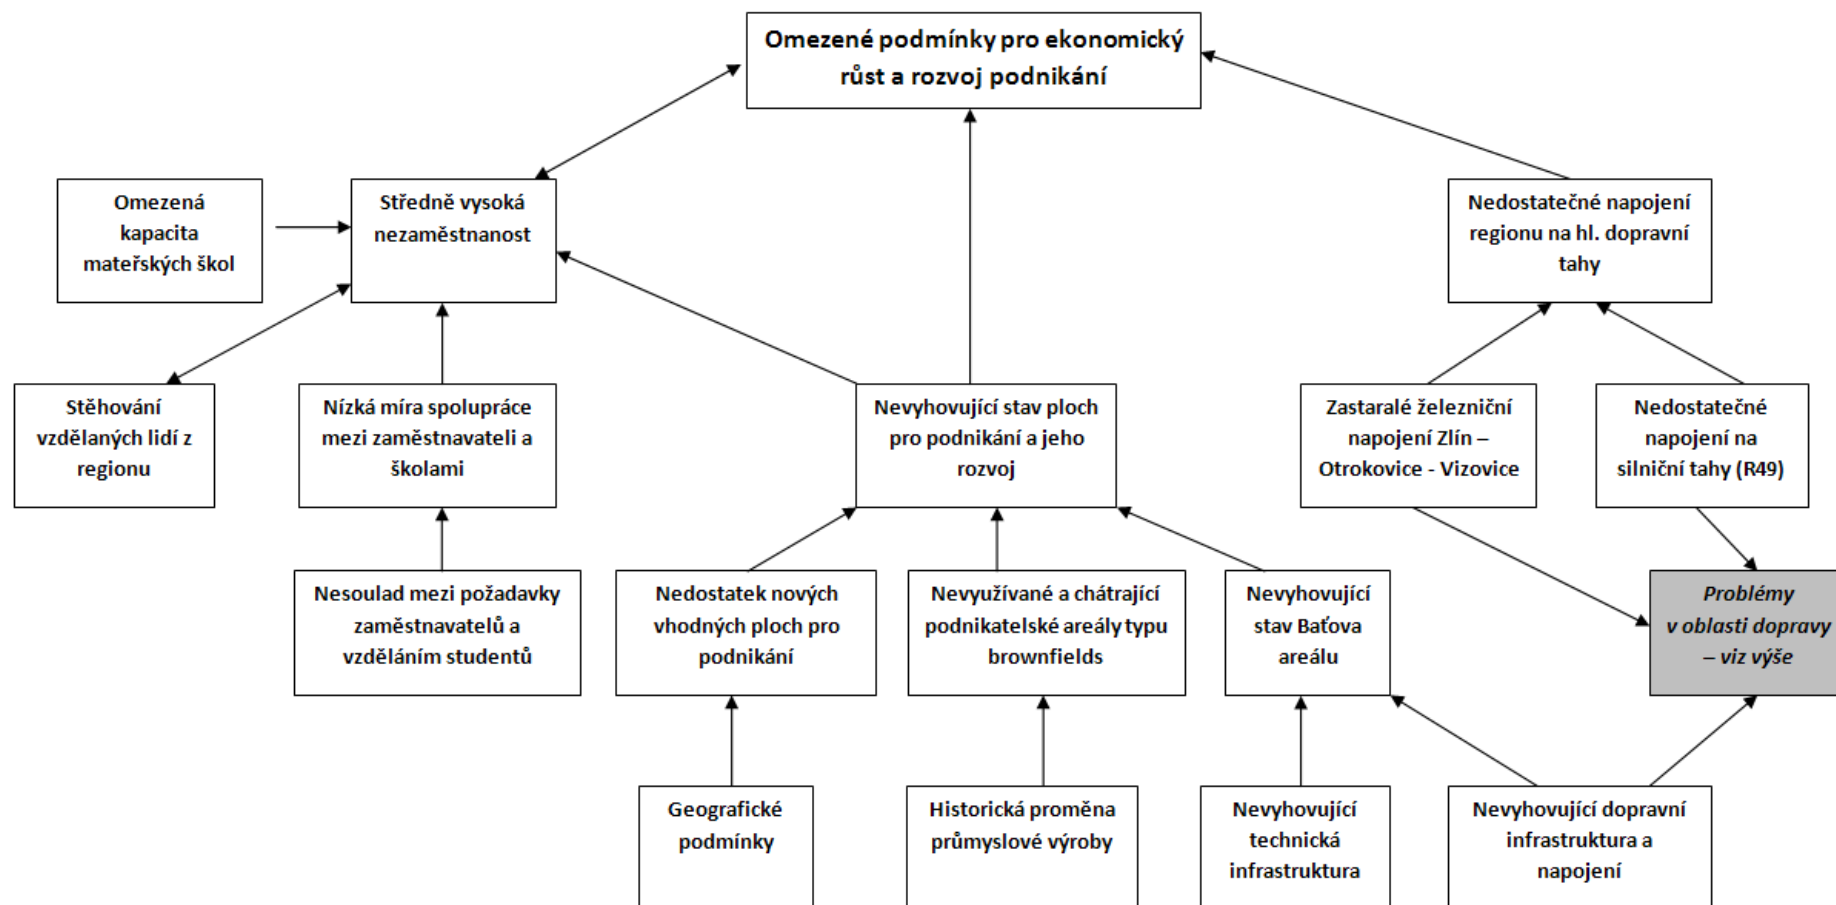 Omezené podmínky pro ekonomický
růst a rozvoj podnikání
Omezená
kapacita
mateřských škol
Středně vysoká
nezaměstnanost
Nedostatečné napojení
regionu na hl. dopravní
tahy
Stěhování
vzdělaných lidí z
regionu
Nízká míra spolupráce
mezi zaměstnavateli a
školami
Nevyhovující stav ploch
pro podnikání a jeho
rozvoj
Zastaralé železniční
napojení Zlín –
Otrokovice - Vizovice
Nedostatečné
napojení na
silniční tahy (R49)
Nesoulad mezi požadavky
zaměstnavatelů a
vzděláním studentů
Nedostatek nových
vhodných ploch pro
podnikání
Nevyužívané a chátrající
podnikatelské areály typu
brownfields
Nevyhovující
stav Baťova
areálu
Problémy
v oblasti dopravy
– viz výše
Geografické
podmínky
Historická proměna
průmyslové výroby
Nevyhovující
technická
infrastruktura
Nevyhovující dopravní
infrastruktura a
napojení